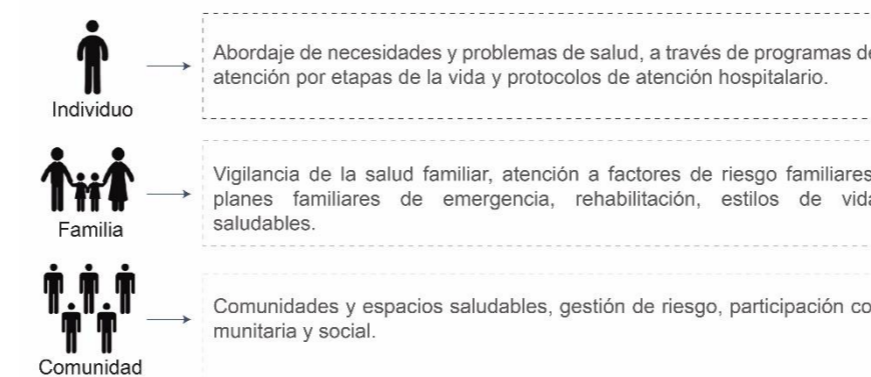 Individuo
Abordaje de necesidades y problemas de salud, a través de programas de
atención por etapas de la vida y protocolos de atención hospitalario.
Familia
Vigilancia de la salud familiar, atención a factores de riesgo familiares,
planes familiares de emergencia, rehabilitación, estilos de vida
saludables.
Comunidad
Comunidades y espacios saludables, gestión de riesgo, participación co-
munitaria y social.